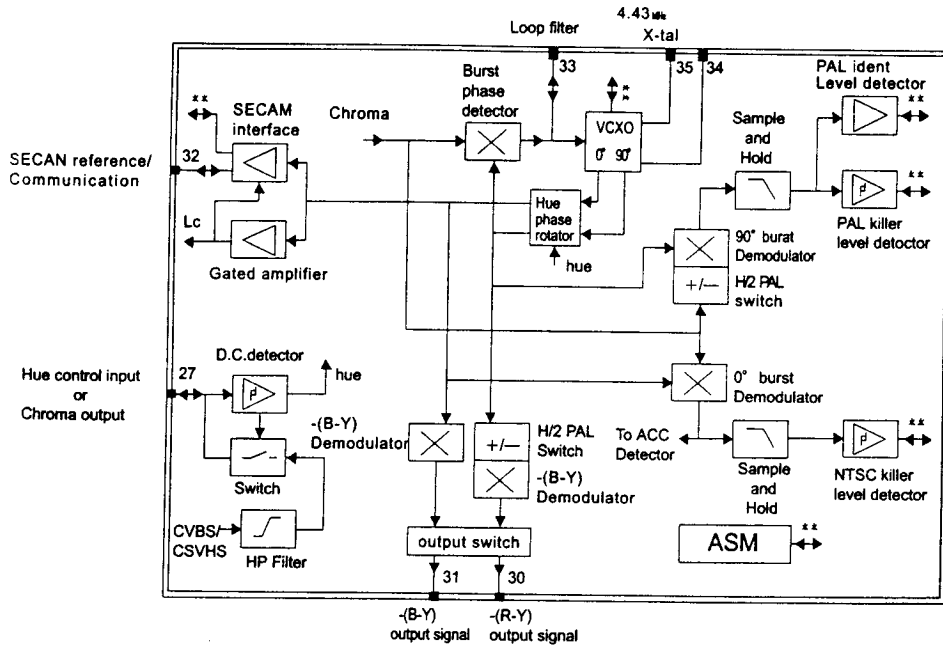 4.43 MHz
Loop filter
X-tal
33
35
34
PAL ident
Level detector
**
Burst
phase
detector
**
SECAM
interface
Chroma
VCXO
0° 90°
**
Sample
and
Hold
SECAN reference/
Communication
32
**
Lc
Hue
phase
rotator
PAL killer
level detoctor
Gated amplifier
hue
90° burat
Demodulator
+/—
H/2 PAL
switch
D.C.detector
Hue control input
or
Chroma output
27
hue
0° burst
Demodulator
-(B-Y)
Demodulator
+/—
H/2 PAL
Switch
To ACC
Detector
**
-(B-Y)
Demodulator
Switch
Sample
and
Hold
NTSC killer
level detector
CVBS/
CSVHS
HP Filter
output switch
ASM
**
31
30
-(B-Y)
output signal
-(R-Y)
output signal